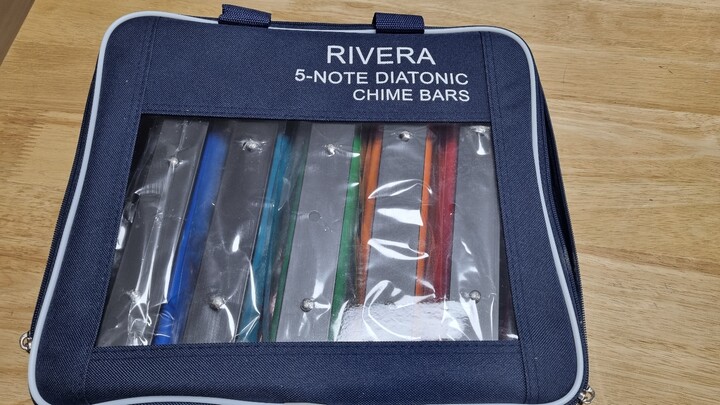 RIVERA
5-NOTE DIATONIC
CHIME BARS